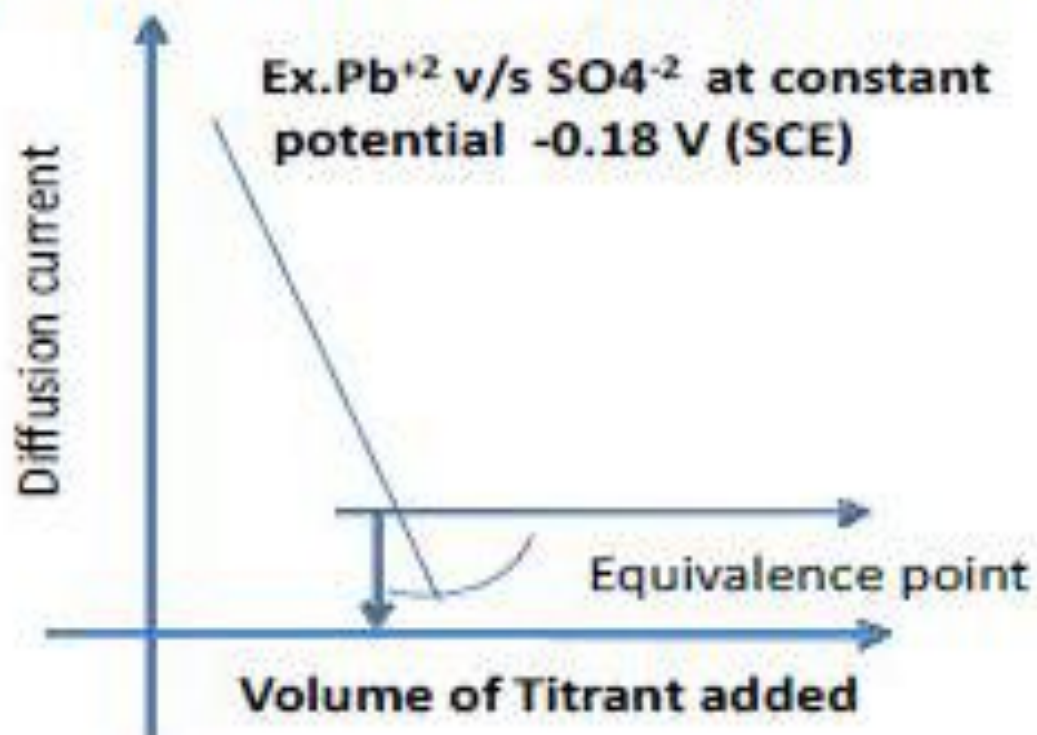 Ex.Pb⁺² v/s SO4⁻² at constant
potential -0.18 V (SCE)
Diffusion current
Equivalence point
Volume of Titrant added